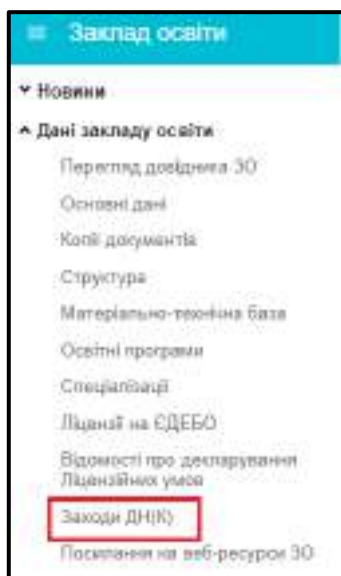 Заклад освіти
Новини
Дані закладу освіти
Перегляд довідника ЗО
Основні дані
Копії документів
Структура
Матеріально-технічна база
Освітні програми
Спеціалізації
Ліцензії на ЄДЕБО
Відомості про декларування
Ліцензійних умов
Заходи ДН(К)
Посилання на веб-ресурси ЗО